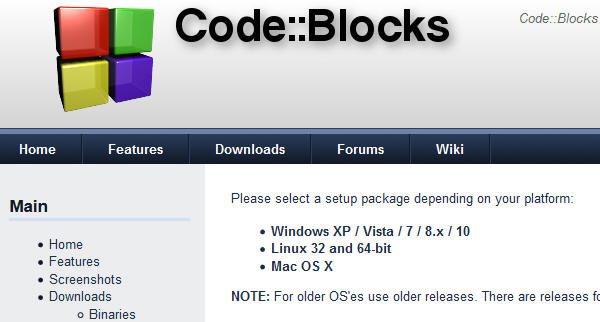 Code::Blocks
Code::Blocks
Home Features Downloads Forums Wiki
Main
Home
Features
Screenshots
Downloads
Binaries
Please select a setup package depending on your platform:
Windows XP / Vista / 7 / 8.x / 10
Linux 32 and 64-bit
Mac OS X
NOTE: For older OS'es use older releases. There are releases fo